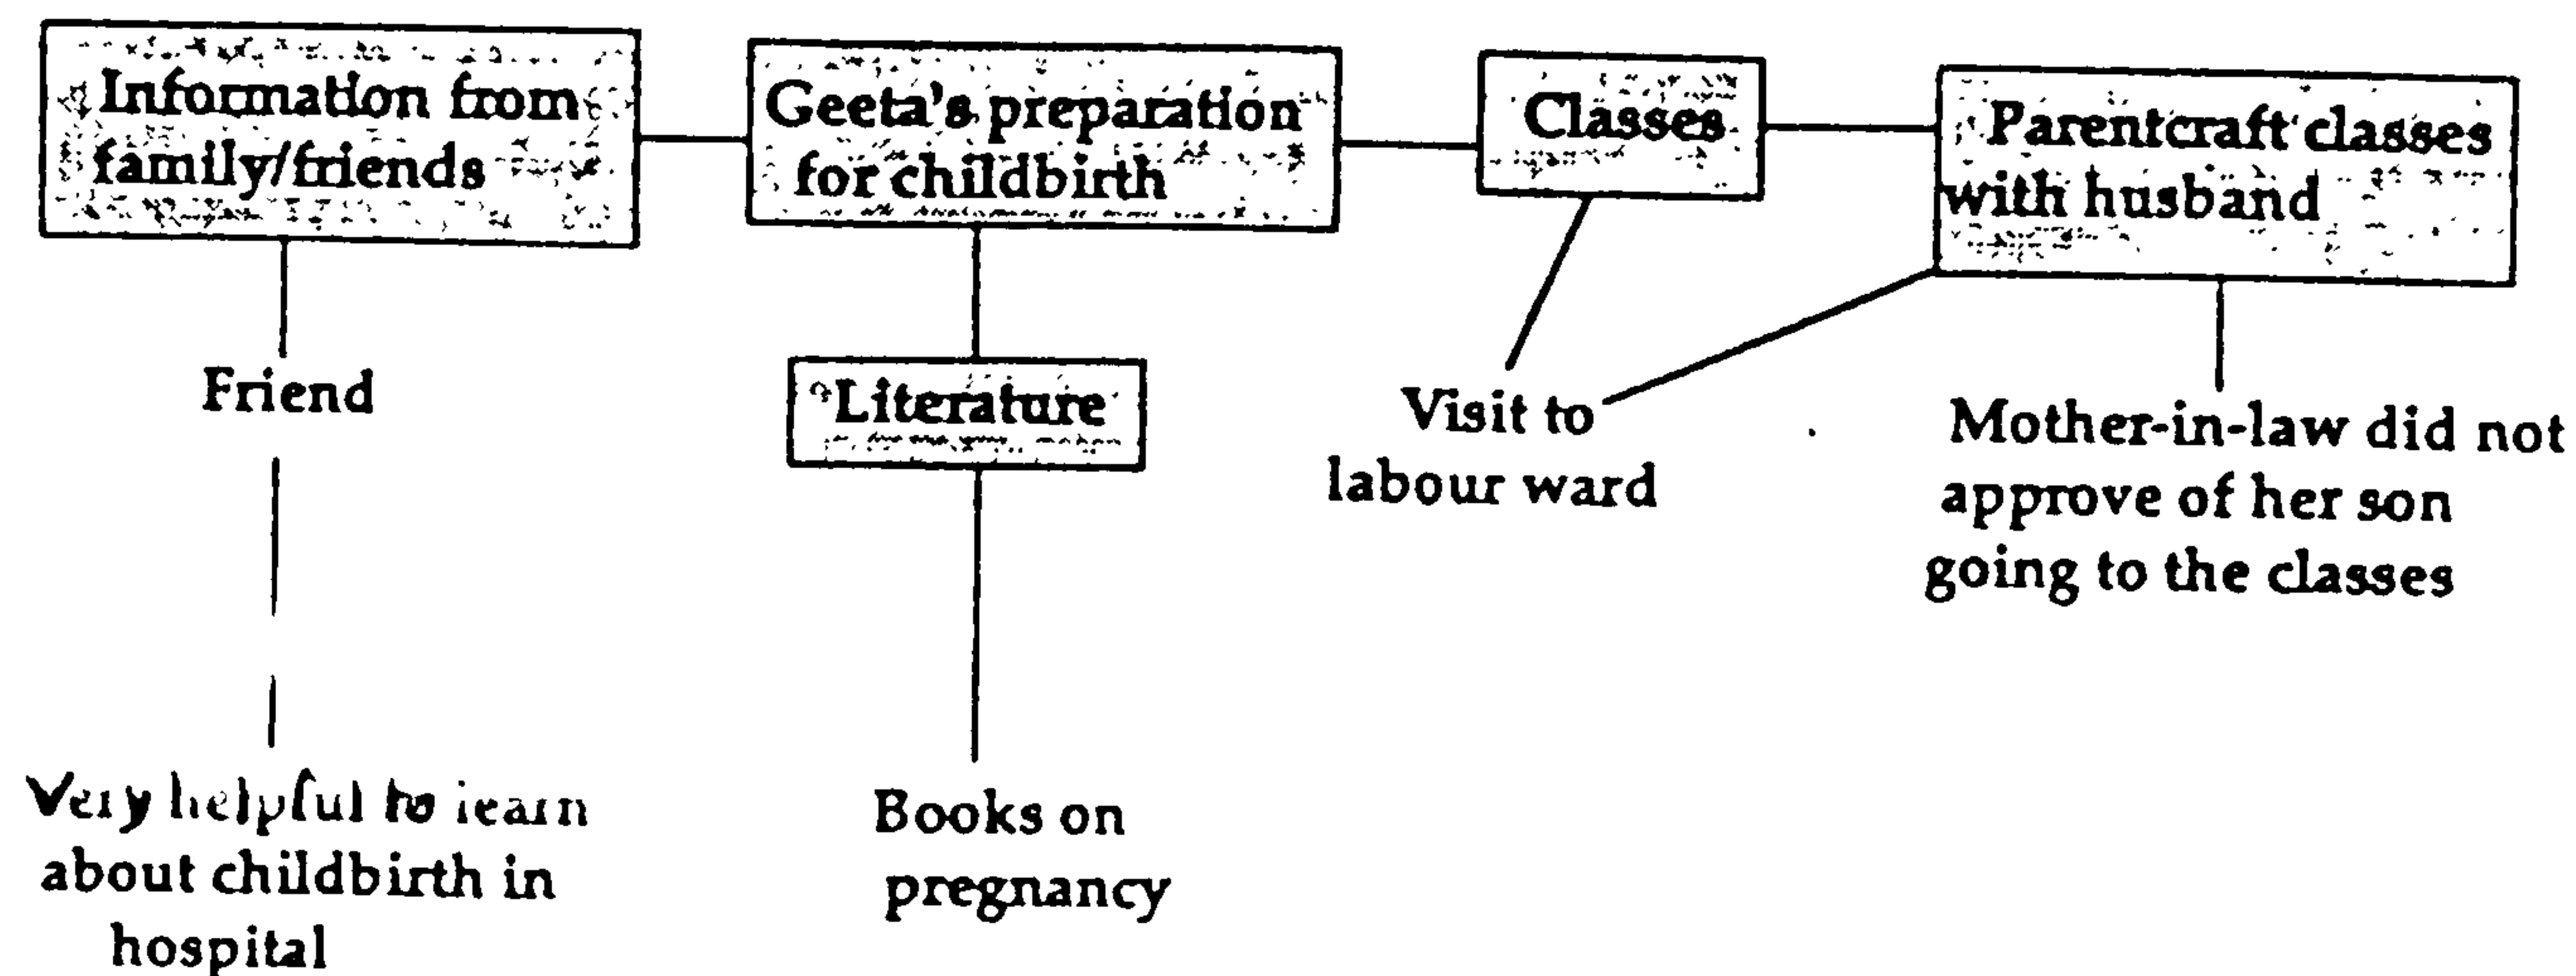 Information from
family/friends
Geeta's preparation
for childbirth
Classes
Parentcraft classes
with husband
Friend
Literature
Visit to
labour ward
Mother-in-law did not
approve of her son
going to the classes
Very helpful to learn
about childbirth in
hospital
Books on
pregnancy